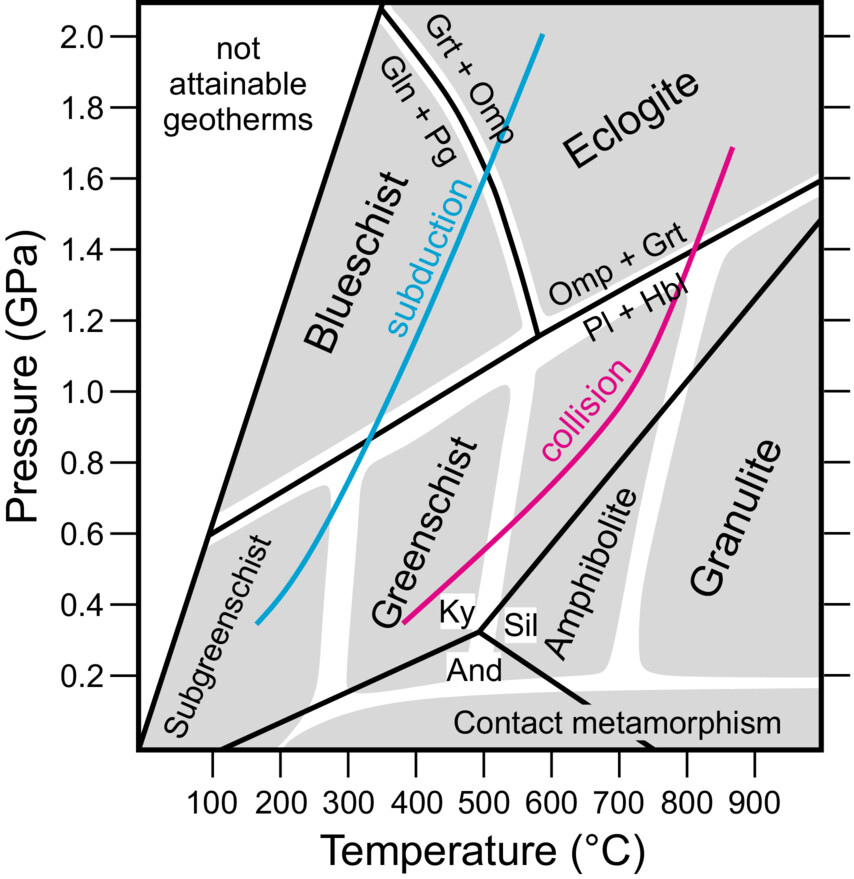 not
attainable
geotherms
Grt + Omp
Gln + Pg
Eclogite
Blueschist
subduction
Omp + Grt
Pl + Hbl
collision
Greenschist
Subgreenschist
Amphibolite
Granulite
Ky
Sil
And
Contact metamorphism
Pressure (GPa)
2.0
1.8
1.6
1.4
1.2
1.0
0.8
0.6
0.4
0.2
100 200 300 400 500 600 700 800 900
Temperature (°C)